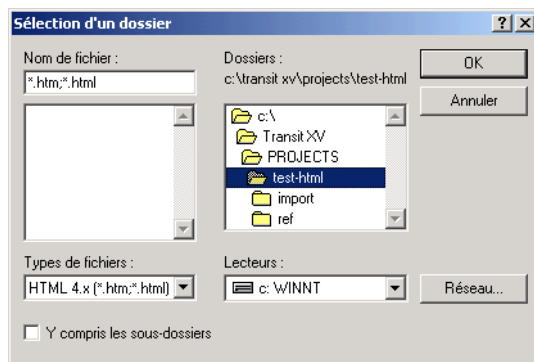 Sélection d'un dossier
Nom de fichier :
*.htm;*.html
Dossiers :
c:\transit xv\projects\test-html
OK
Annuler
c:\
Transit XV
PROJECTS
test-html
import
ref
Types de fichiers :
HTML 4.x (*.htm;*.html)
Lecteurs :
c: WINNT
Réseau...
Y compris les sous-dossiers